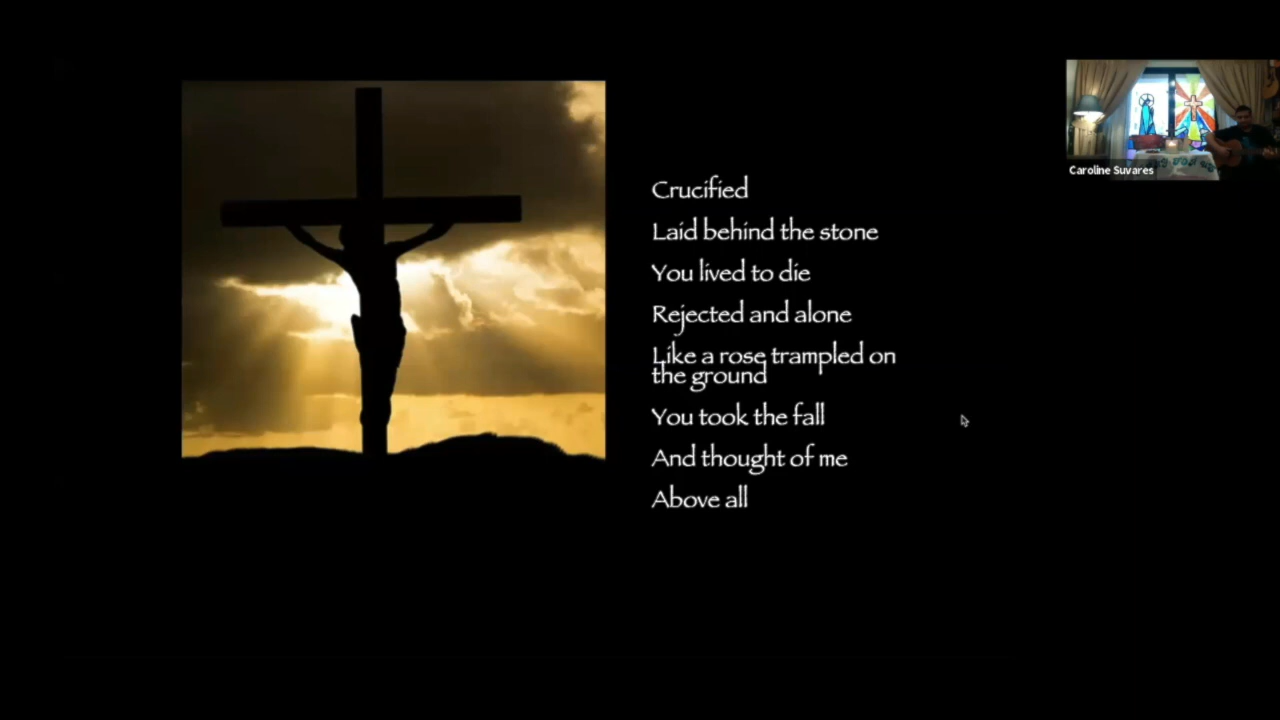 Crucified
Laid behind the stone
You lived to die
Rejected and alone
Like a rose trampled on
the ground
You took the fall
And thought of me
Above all
Caroline Suvares